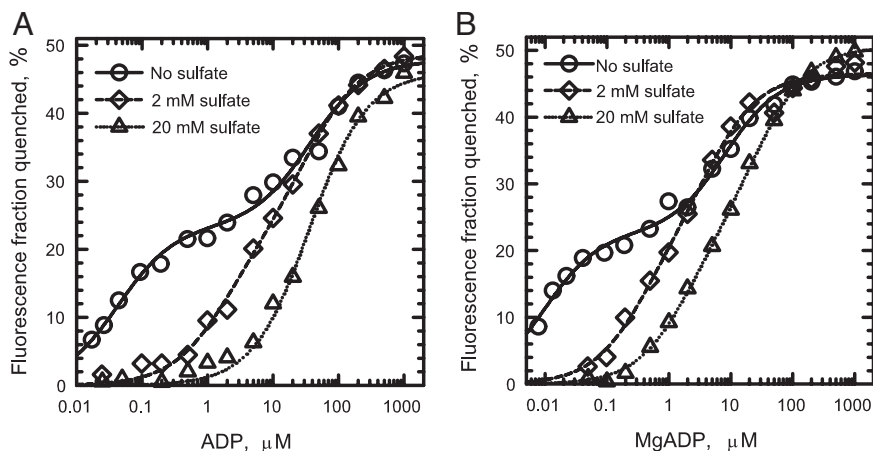 A
Fluorescence fraction quenched, %
50
40
30
20
10
0
No sulfate
2 mM sulfate
20 mM sulfate
0.01 0.1 1 10 100 1000
ADP, μM
B
Fluorescence fraction quenched, %
50
40
30
20
10
0
No sulfate
2 mM sulfate
20 mM sulfate
0.01 0.1 1 10 100 1000
MgADP, μM